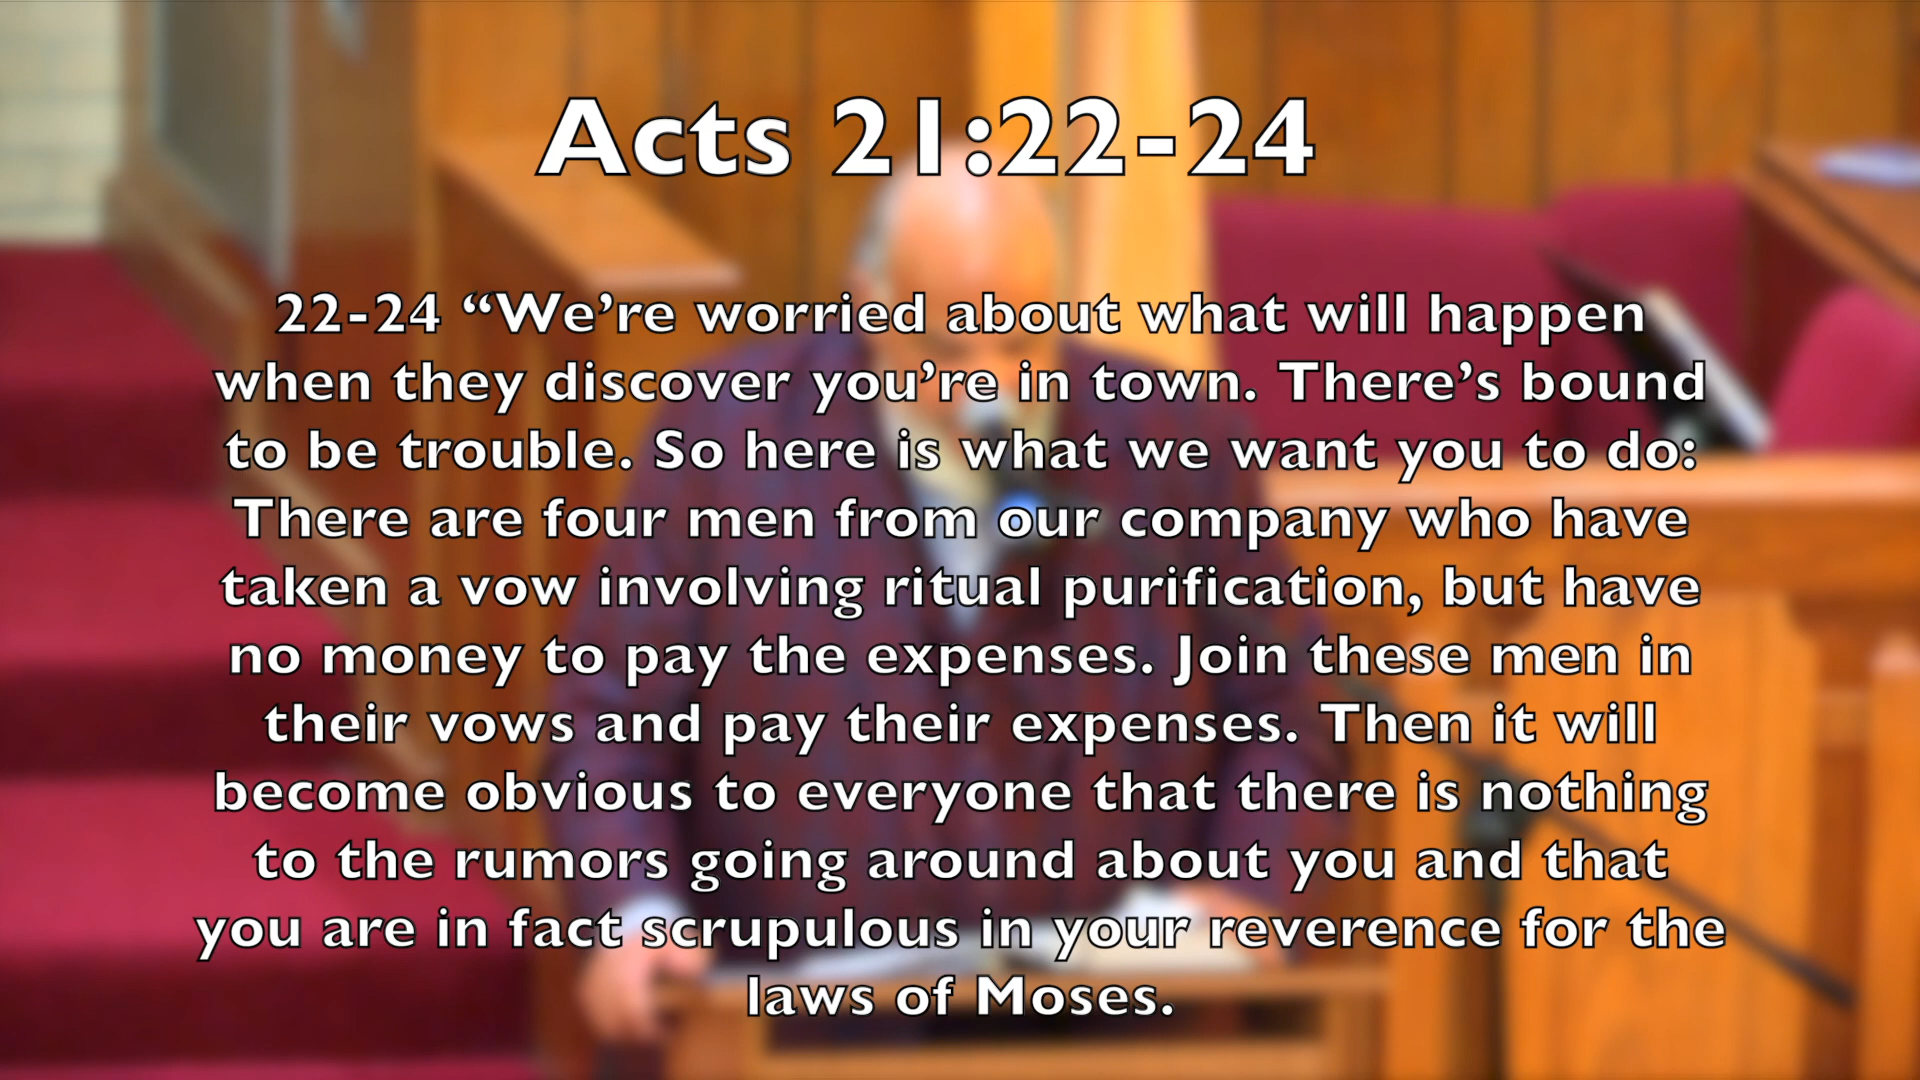 Acts 21:22-24
22-24 “We’re worried about what will happen
when they discover you’re in town. There’s bound
to be trouble. So here is what we want you to do:
There are four men from our company who have
taken a vow involving ritual purification, but have
no money to pay the expenses. Join these men in
their vows and pay their expenses. Then it will
become obvious to everyone that there is nothing
to the rumors going around about you and that
you are in fact scrupulous in your reverence for the
laws of Moses.